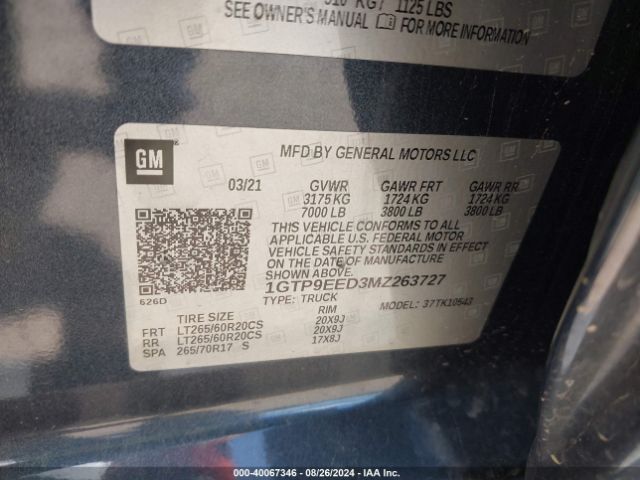 510 KG / 1125 LBS
SEE OWNER'S MANUAL FOR MORE INFORMATION
GM
MFD BY GENERAL MOTORS LLC
03/21 GVWR GAWR FRT GAWR RR
3175 KG 1724 KG 1724 KG
7000 LB 3800 LB 3800 LB
THIS VEHICLE CONFORMS TO ALL
APPLICABLE U.S. FEDERAL MOTOR
VEHICLE SAFETY STANDARDS IN EFFECT
ON THE DATE OF MANUFACTURE
SHOWN ABOVE
1GTP9EED3MZ263727
626D
TYPE: TRUCK MODEL: 37TK10543
TIRE SIZE RIM
FRT LT265/60R20CS 20X9J
RR LT265/60R20CS 20X9J
SPA 265/70R17 S 17X8J
000-40067346 - 08/26/2024 - IAA Inc.